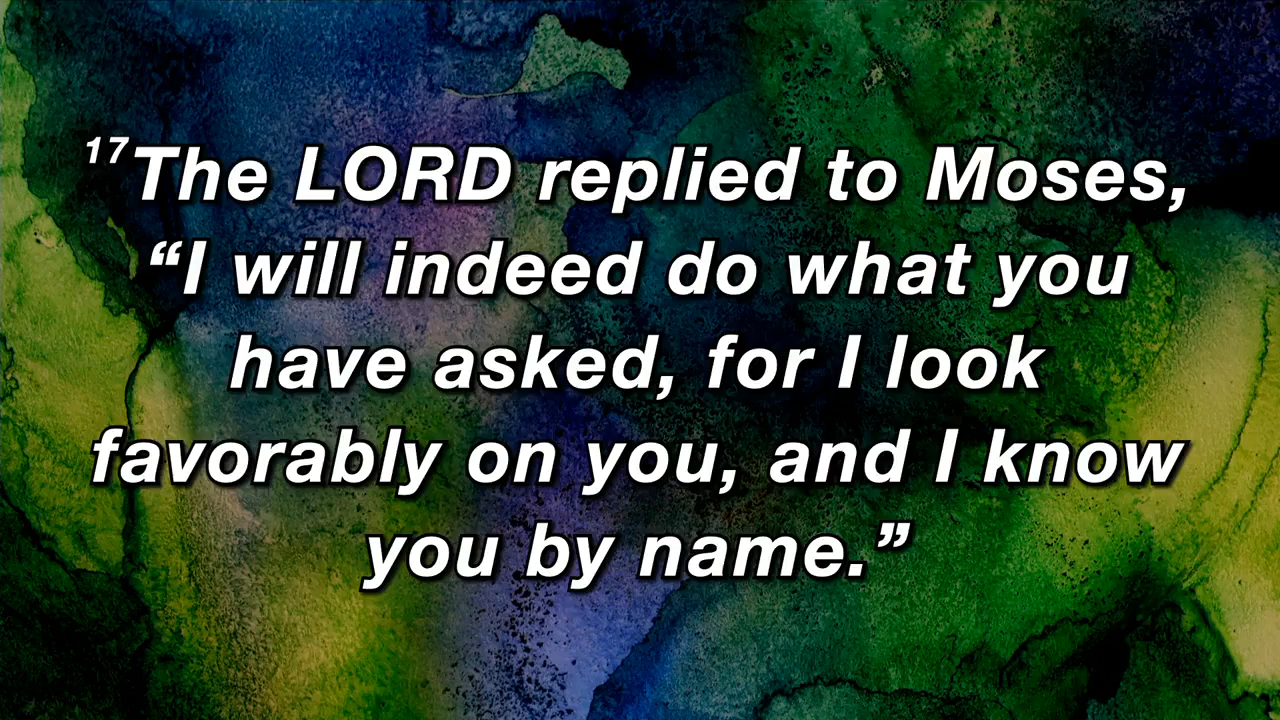 17The LORD replied to Moses,
“I will indeed do what you
have asked, for I look
favorably on you, and I know
you by name.”